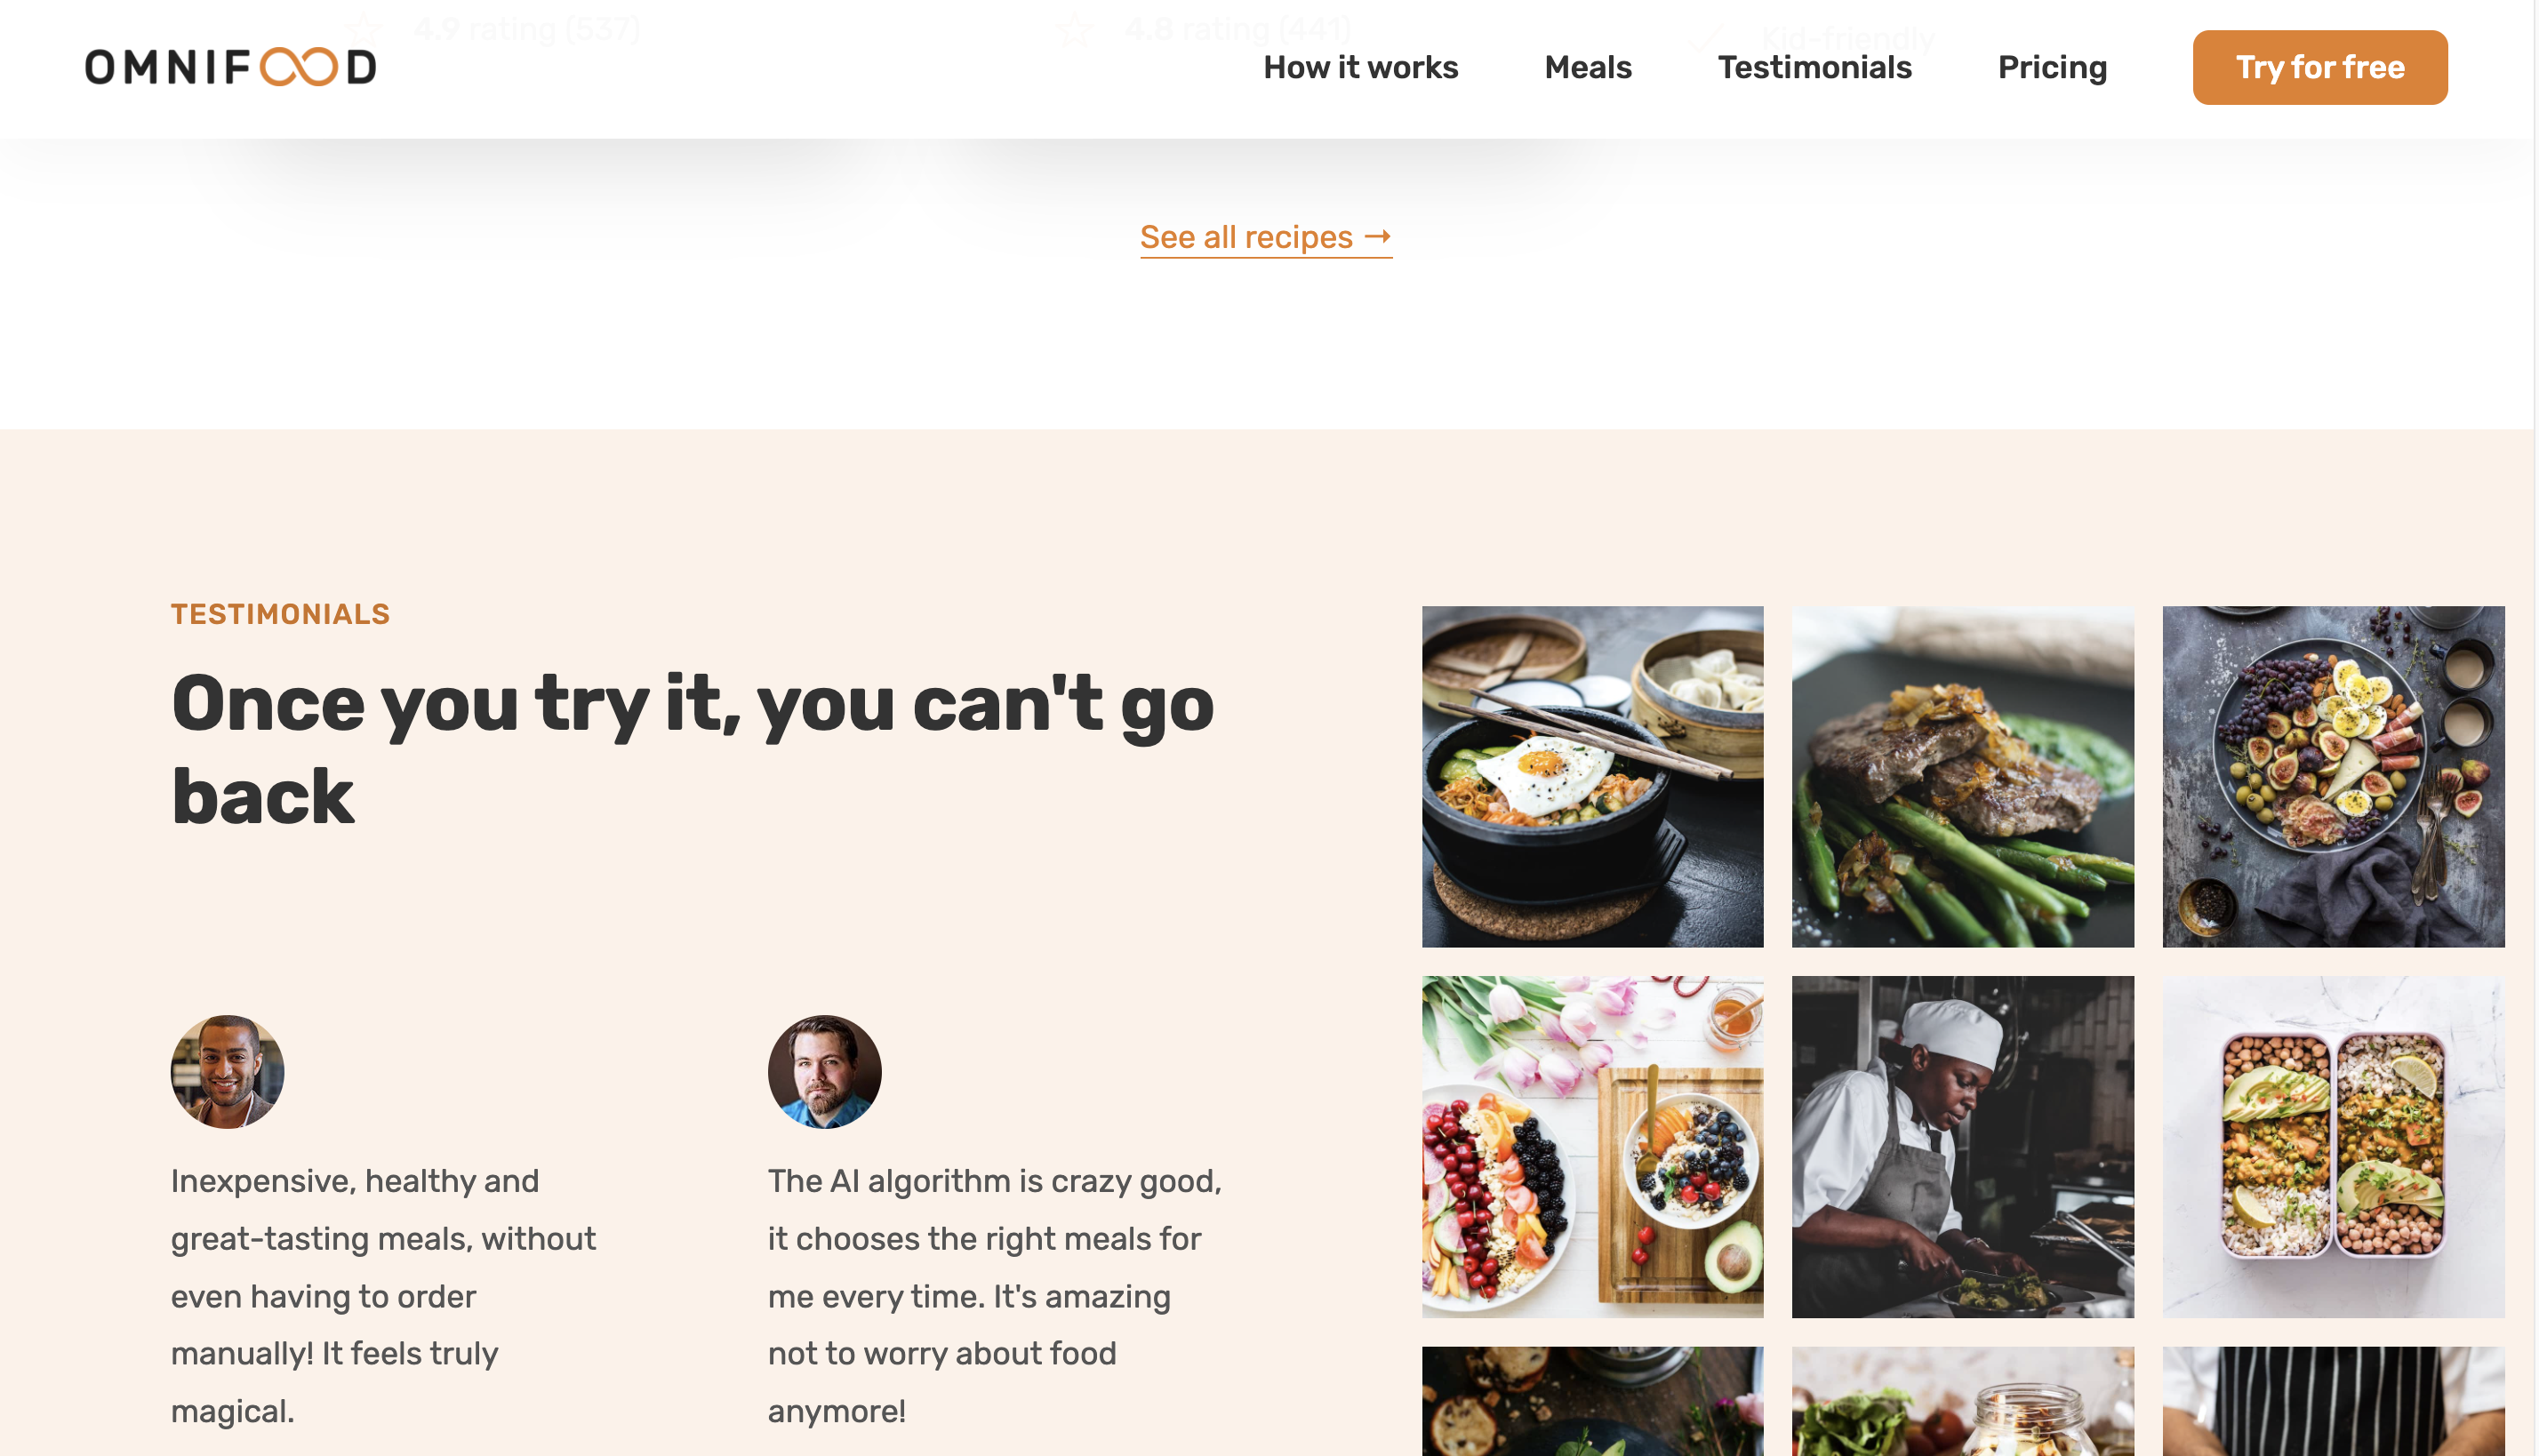 4.9 rating (537)
4.8 rating (441)
Kid-friendly
OMNIFOOD
How it works
Meals
Testimonials
Pricing
Try for free
See all recipes →
TESTIMONIALS
Once you try it, you can't go
back
Inexpensive, healthy and
great-tasting meals, without
even having to order
manually! It feels truly
magical.
The AI algorithm is crazy good,
it chooses the right meals for
me every time. It's amazing
not to worry about food
anymore!